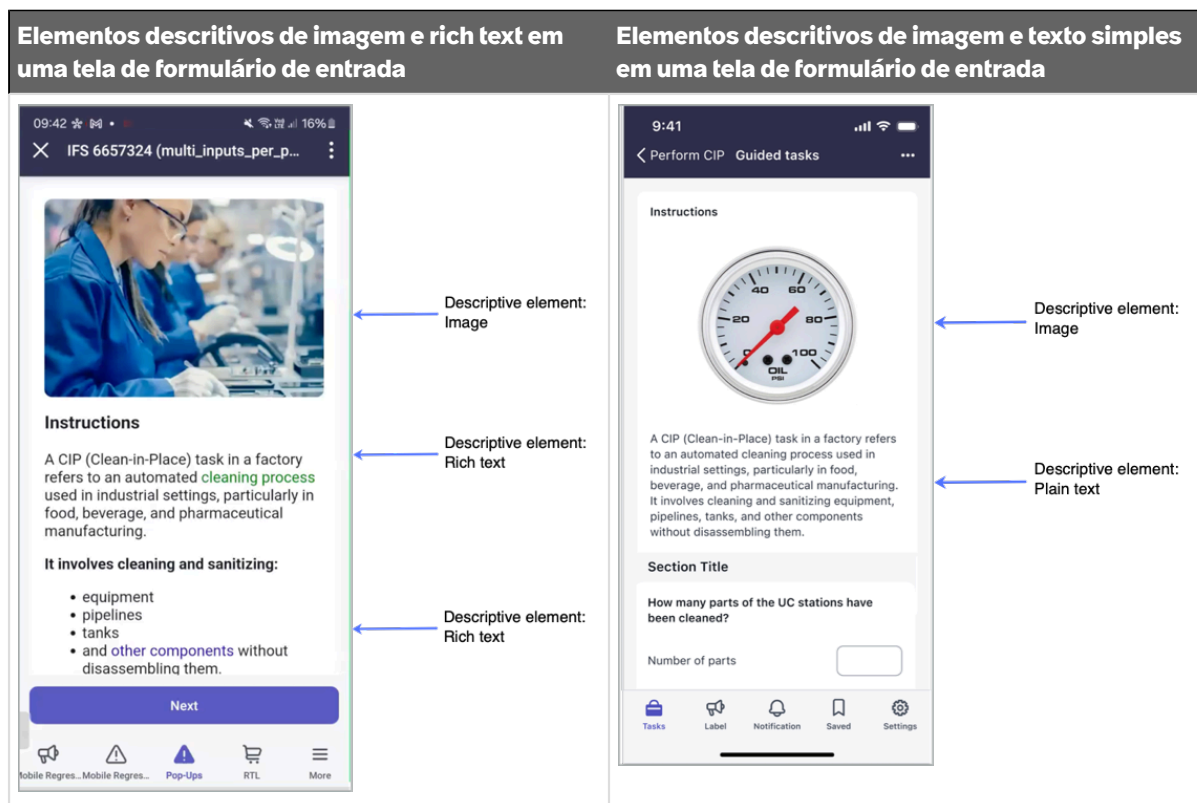 Elementos descritivos de imagem e rich text em
uma tela de formulário de entrada
Elementos descritivos de imagem e texto simples
em uma tela de formulário de entrada
09:42
16%
IFS 6657324 (multi_inputs_per_p...
Descriptive element:
Image
Instructions
A CIP (Clean-in-Place) task in a factory
refers to an automated cleaning process
used in industrial settings, particularly in
food, beverage, and pharmaceutical
manufacturing.
Descriptive element:
Rich text
It involves cleaning and sanitizing:
• equipment
• pipelines
• tanks
• and other components without
disassembling them.
Descriptive element:
Rich text
Next
Mobile Regres...
Mobile Regres...
Pop-Ups
RTL
More
9:41
Perform CIP
Guided tasks
Instructions
0
20
40
60
80
100
OIL
PSI
Descriptive element:
Image
A CIP (Clean-in-Place) task in a factory refers
to an automated cleaning process used in
industrial settings, particularly in food,
beverage, and pharmaceutical manufacturing.
It involves cleaning and sanitizing equipment,
pipelines, tanks, and other components
without disassembling them.
Descriptive element:
Plain text
Section Title
How many parts of the UC stations have
been cleaned?
Number of parts
Tasks
Label
Notification
Saved
Settings